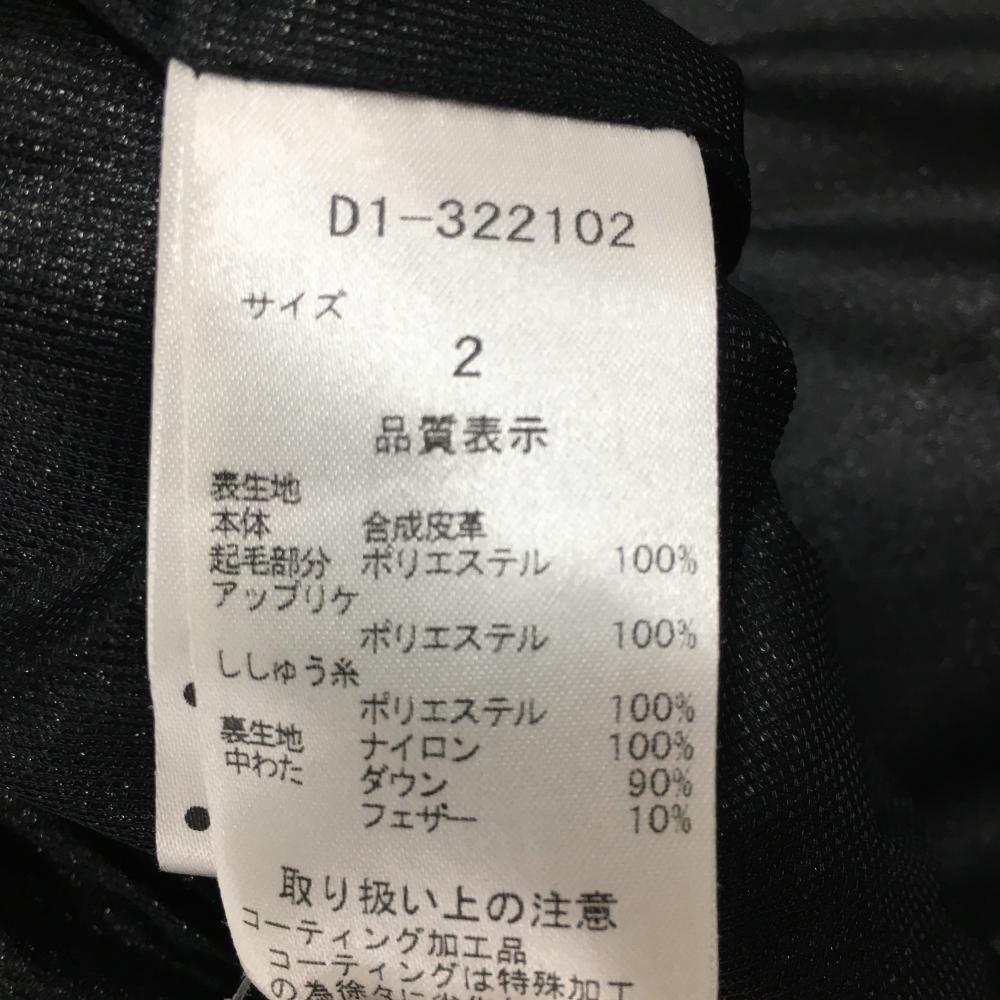 D1-322102
サイズ
2
品質表示
表生地
本体 合成皮革
起毛部分 ポリエステル 100%
アップリケ
ポリエステル 100%
ししゅう糸
ポリエステル 100%
裏生地 ナイロン 100%
中わた ダウン 90%
フェザー 10%
取り扱い上の注意
コーティング加工品
コーティングは特殊加工
の為徐々に